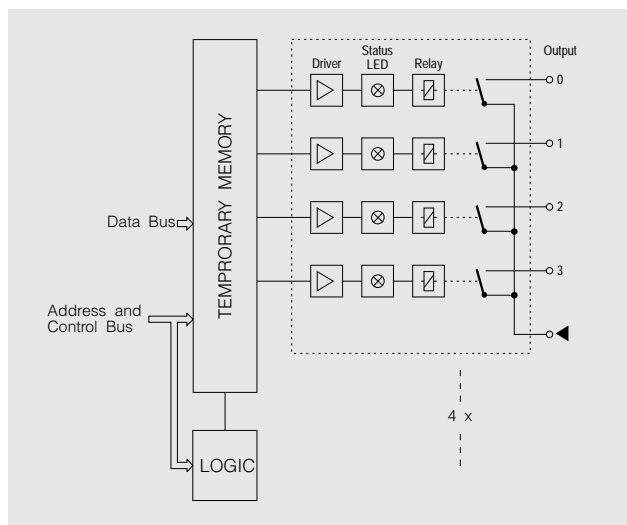 Driver
Status
LED
Relay
Output
0
1
2
3
TEMPRORARY MEMORY
Data Bus
Address and
Control Bus
LOGIC
4 x